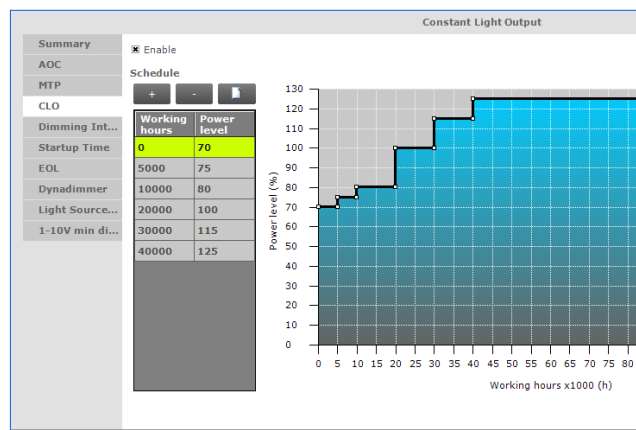 Constant Light Output
Summary
AOC
MTP
CLO
Dimming Int...
Startup Time
EOL
Dynadimmer
Light Source...
1-10V min di...
Enable
Schedule
+ -
Working hours Power level
0 70
5000 75
10000 80
20000 100
30000 115
40000 125
Power level (%)
130
120
110
100
90
80
70
60
50
40
30
20
10
0
0 5 10 15 20 25 30 35 40 45 50 55 60 65 70 75 80
Working hours x1000 (h)